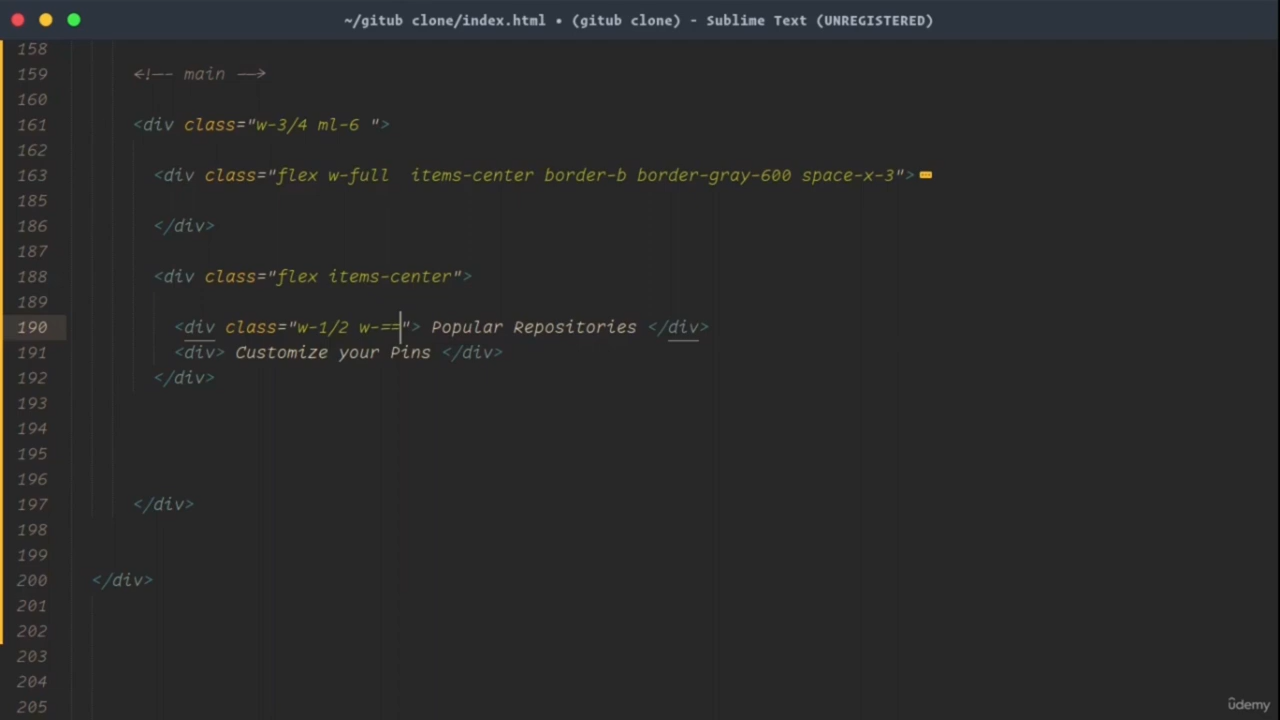 ~/gitub clone/index.html • (gitub clone) - Sublime Text (UNREGISTERED)
158
159 <!-- main -->
160
161 <div class="w-3/4 ml-6 ">
162
163 <div class="flex w-full  items-center border-b border-gray-600 space-x-3">
185
186 </div>
187
188 <div class="flex items-center">
189
190 <div class="w-1/2 w-=="> Popular Repositories </div>
191 <div> Customize your Pins </div>
192 </div>
193
194
195
196
197 </div>
198
199
200 </div>
201
202
203
204
205
ûdemy